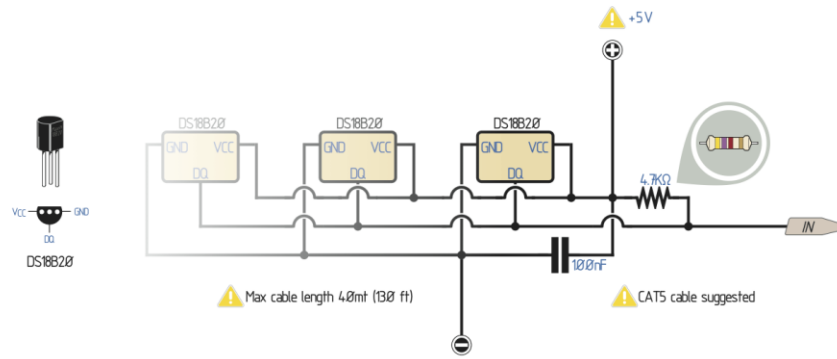 +5V
DS18B20
DS18B20
DS18B20
GND
VCC
GND
VCC
GND
VCC
DQ
DQ
DQ
4.7KΩ
VCC
GND
DQ
IN
DS18B20
100nF
Max cable length 40mt (130 ft)
CAT5 cable suggested